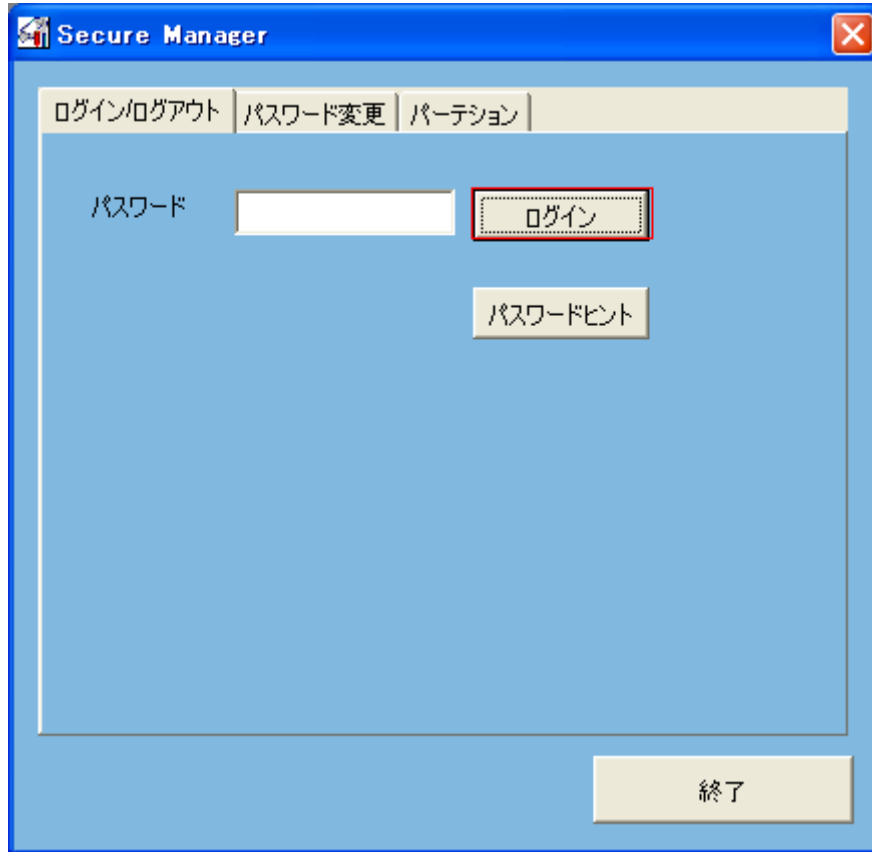 Secure Manager
ログイン/ログアウト パスワード変更 パーテション
パスワード ログイン
パスワードヒント
終了